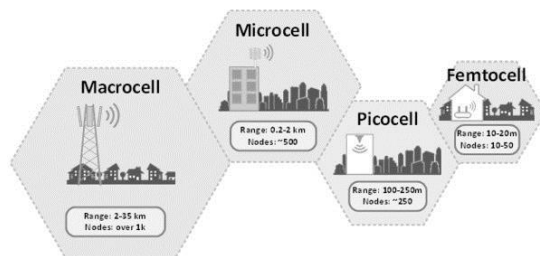 Macrocell
Range: 2-35 km
Nodes: over 1k
Microcell
Range: 0.2-2 km
Nodes: ~500
Picocell
Range: 100-250m
Nodes: ~250
Femtocell
Range: 10-20m
Nodes: 10-50